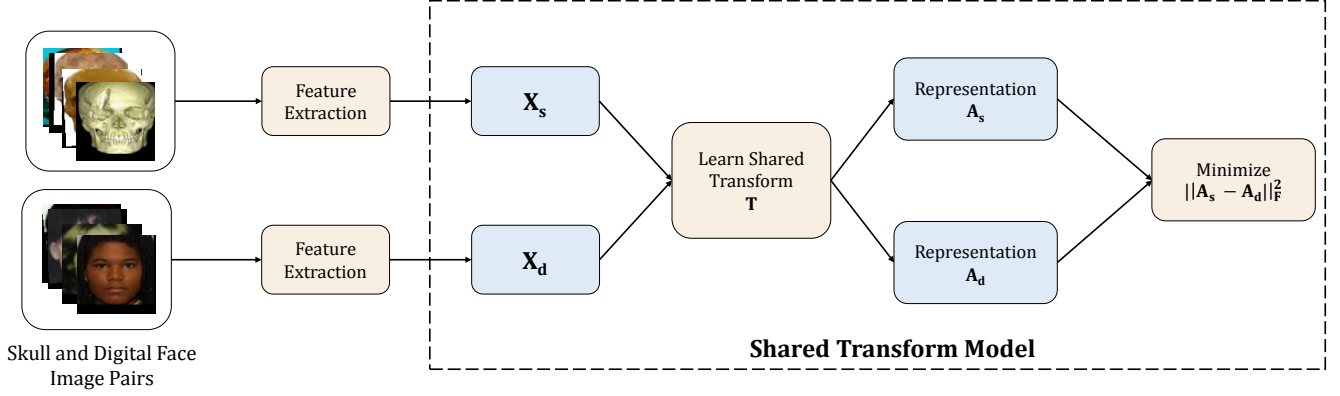 Feature
Extraction
X_s
Learn Shared
Transform
T
Representation
A_s
Minimize
||A_s − A_d||_F^2
Feature
Extraction
X_d
Representation
A_d
Shared Transform Model
Skull and Digital Face
Image Pairs